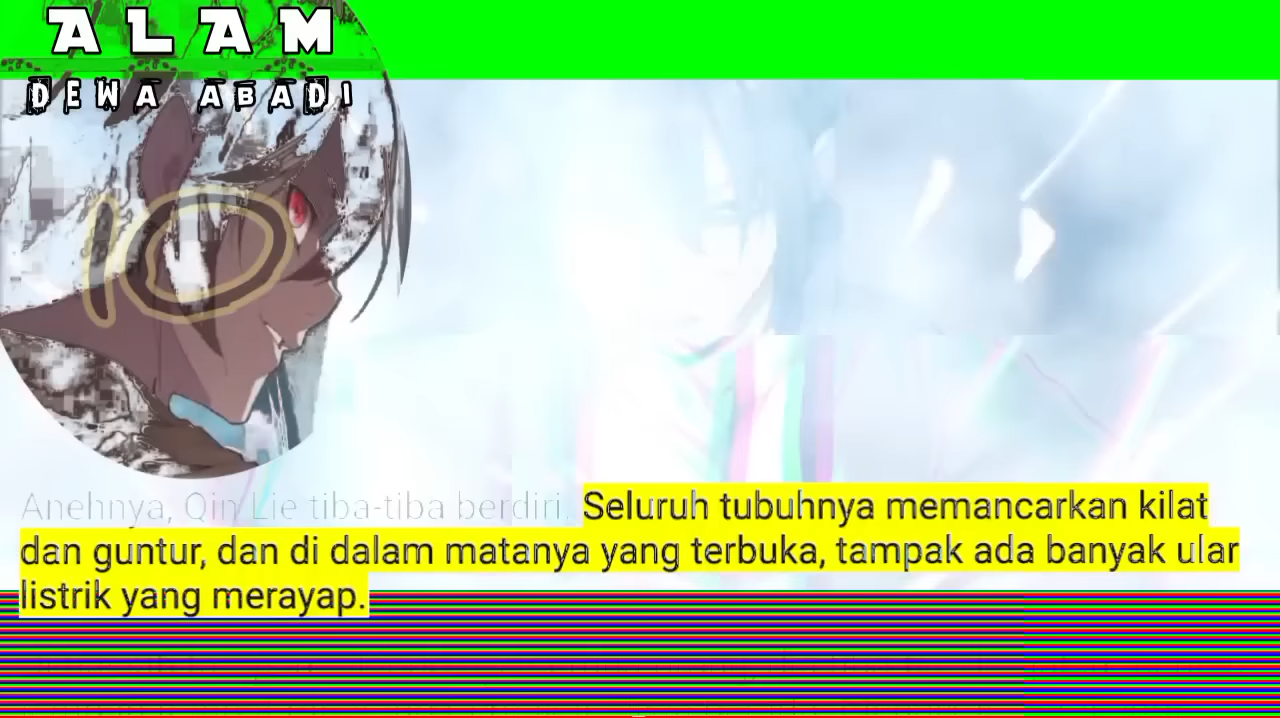 ALAM
DEWA ABADI
10
Anehnya, Qin Lie tiba-tiba berdiri. Seluruh tubuhnya memancarkan kilat
dan guntur, dan di dalam matanya yang terbuka, tampak ada banyak ular
listrik yang merayap.